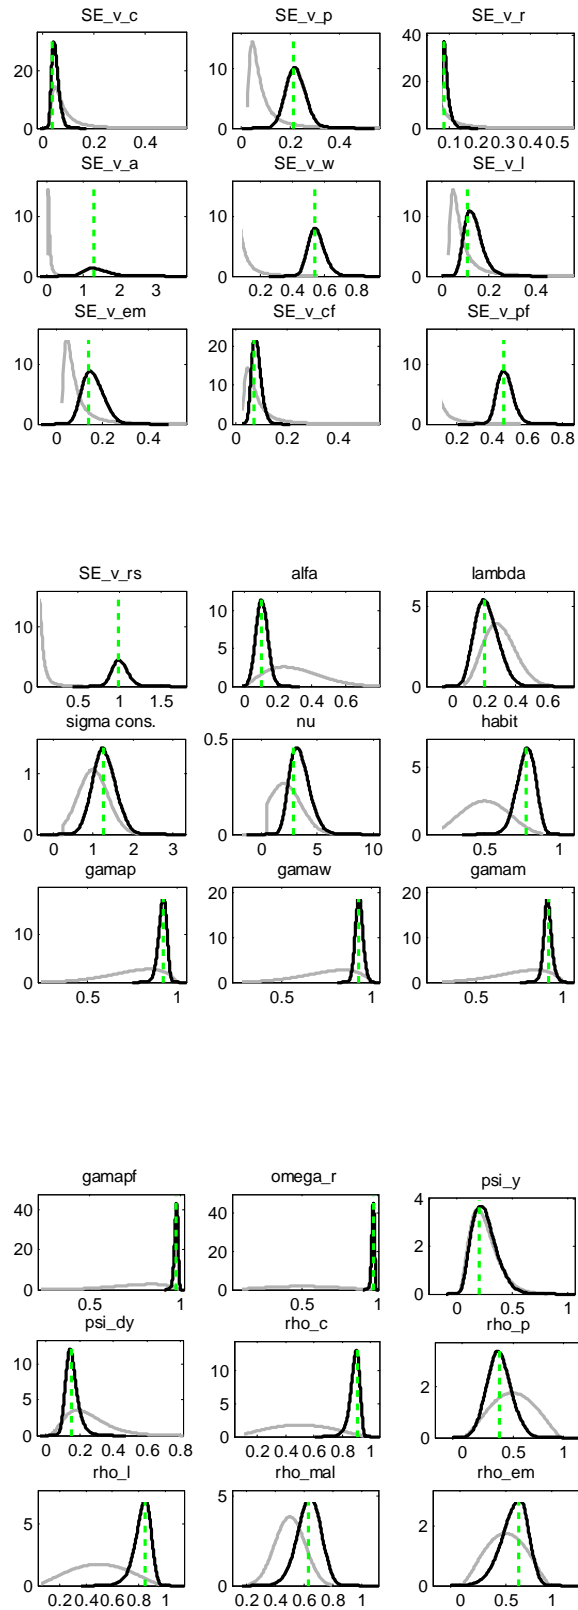 SE_v_c SE_v_p SE_v_r
20 0 0 0.2 0.4
10 0 0 0.2 0.4
40 20 0 0.1 0.2 0.3 0.4 0.5
SE_v_a SE_v_w SE_v_l
10 0 0 1 2 3
10 0 0.2 0.4 0.6 0.8
10 0 0 0.2 0.4
SE_v_em SE_v_cf SE_v_pf
10 0 0 0.2 0.4
20 10 0 0 0.2 0.4
10 0 0.2 0.4 0.6 0.8
SE_v_rs alfa lambda
10 0 0.5 1 1.5
10 5 0 0 0.2 0.4 0.6
5 0 0 0.2 0.4 0.6
sigma cons. nu habit
1 0 0 1 2 3
0.5 0 0 5 10
5 0 0.5 1
gamap gamaw gamam
10 0 0.5 1
20 10 0 0.5 1
20 10 0 0.5 1
gamapf omega_r psi_y
40 20 0 0.5 1
40 20 0 0.5 1
4 2 0 0 0.5 1
psi_dy rho_c rho_p
10 5 0 0 0.2 0.4 0.6 0.8
10 5 0 0.2 0.4 0.6 0.8 1
2 0 0 0.5 1
rho_l rho_mal rho_em
5 0 0.2 0.4 0.6 0.8 1
5 0 0.2 0.4 0.6 0.8 1
2 0 0 0.5 1